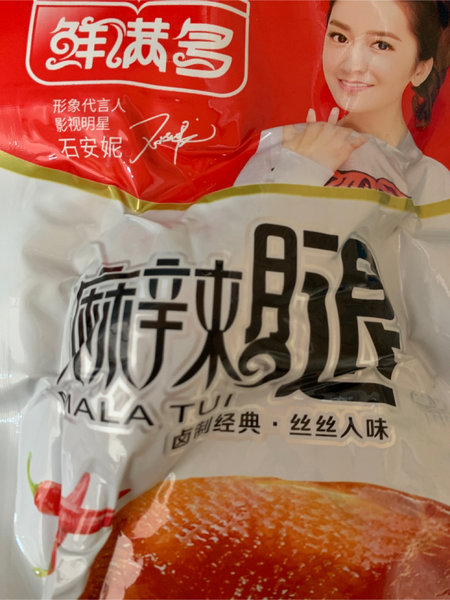 鲜满多
形象代言人
影视明星
石安妮
麻辣腿
MALA TUI
卤制经典·丝丝入味